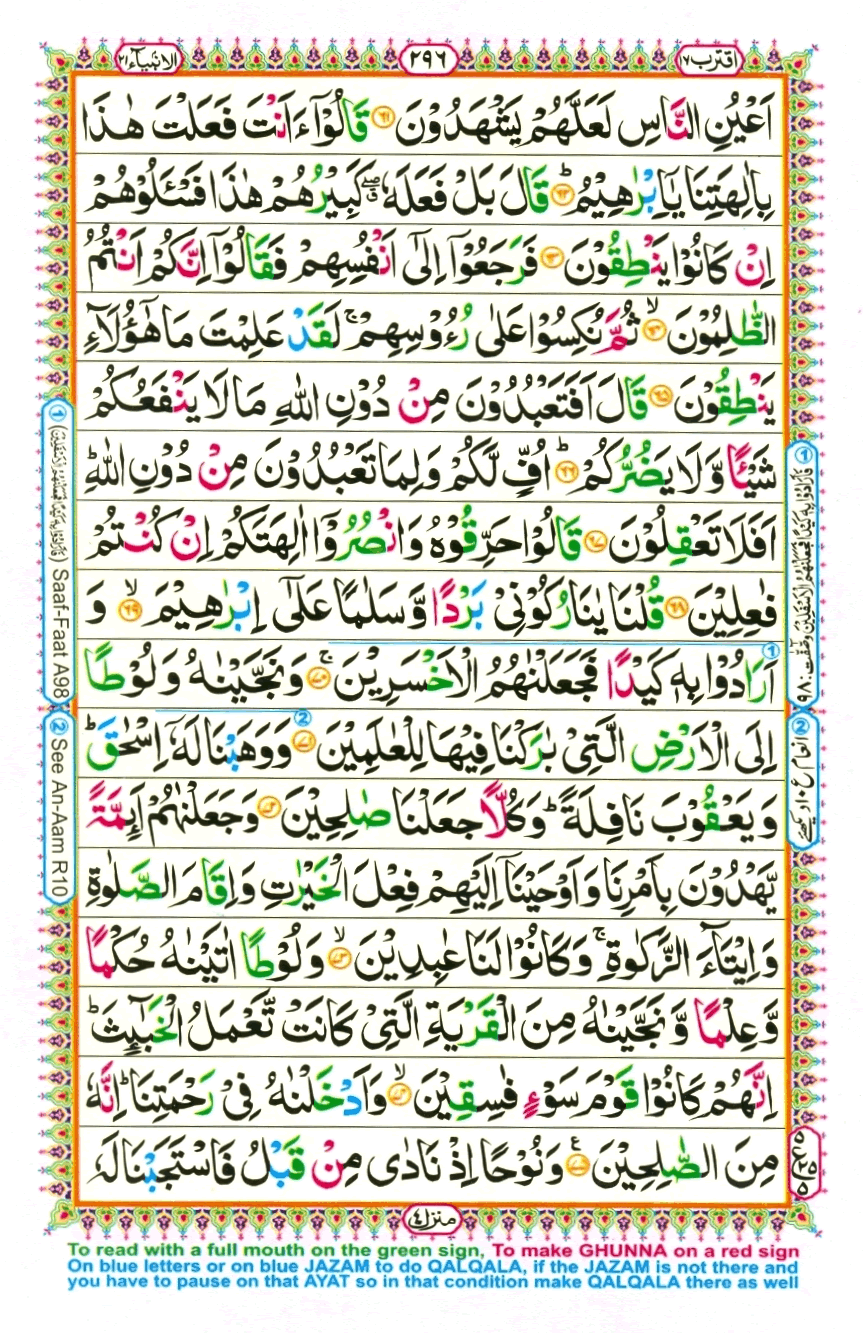 اقترب ١٧
٢٩٦
الانبیآء ٢١
اَعْیُنِ النَّاسِ لَعَلَّهُمْ یَشْهَدُوْنَ ﴿٦١﴾ قَالُوْۤا ءَاَنْتَ فَعَلْتَ هٰذَا
بِاٰلِهَتِنَا یٰۤاِبْرٰهِیْمُ ؕ﴿٦٢﴾ قَالَ بَلْ فَعَلَهٗ ۖۗ كَبِیْرُهُمْ هٰذَا فَسْـَٔلُوْهُمْ
اِنْ كَانُوْا یَنْطِقُوْنَ ﴿٦٣﴾ فَرَجَعُوْۤا اِلٰۤی اَنْفُسِهِمْ فَقَالُوْۤا اِنَّكُمْ اَنْتُمُ
الظّٰلِمُوْنَ ۙ﴿٦٤﴾ ثُمَّ نُكِسُوْا عَلٰی رُءُوْسِهِمْ ۚ لَقَدْ عَلِمْتَ مَا هٰۤؤُلَآءِ
یَنْطِقُوْنَ ﴿٦٥﴾ قَالَ اَفَتَعْبُدُوْنَ مِنْ دُوْنِ اللّٰهِ مَا لَا یَنْفَعُكُمْ
شَیْـًٔا وَّ لَا یَضُرُّكُمْ ؕ﴿٦٦﴾ اُفٍّ لَّكُمْ وَ لِمَا تَعْبُدُوْنَ مِنْ دُوْنِ اللّٰهِ ؕ
اَفَلَا تَعْقِلُوْنَ ﴿٦٧﴾ قَالُوْا حَرِّقُوْهُ وَ انْصُرُوْۤا اٰلِهَتَكُمْ اِنْ كُنْتُمْ
فٰعِلِیْنَ ﴿٦٨﴾ قُلْنَا یٰنَارُ كُوْنِیْ بَرْدًا وَّ سَلٰمًا عَلٰۤی اِبْرٰهِیْمَ ۙ﴿٦٩﴾ وَ
اَرَادُوْا بِهٖ كَیْدًا فَجَعَلْنٰهُمُ الْاَخْسَرِیْنَ ۚ﴿٧٠﴾ وَ نَجَّیْنٰهُ وَ لُوْطًا
اِلَی الْاَرْضِ الَّتِیْ بٰرَكْنَا فِیْهَا لِلْعٰلَمِیْنَ ﴿٧١﴾ وَ وَهَبْنَا لَهٗۤ اِسْحٰقَ ؕ
وَ یَعْقُوْبَ نَافِلَةً ؕ وَ كُلًّا جَعَلْنَا صٰلِحِیْنَ ﴿٧٢﴾ وَ جَعَلْنٰهُمْ اَىِٕمَّةً
یَّهْدُوْنَ بِاَمْرِنَا وَ اَوْحَیْنَاۤ اِلَیْهِمْ فِعْلَ الْخَیْرٰتِ وَ اِقَامَ الصَّلٰوةِ
وَ اِیْتَآءَ الزَّكٰوةِ ۚ وَ كَانُوْا لَنَا عٰبِدِیْنَ ۙ﴿٧٣﴾ وَ لُوْطًا اٰتَیْنٰهُ حُكْمًا
وَّ عِلْمًا وَّ نَجَّیْنٰهُ مِنَ الْقَرْیَةِ الَّتِیْ كَانَتْ تَّعْمَلُ الْخَبٰٓىِٕثَ ؕ
اِنَّهُمْ كَانُوْا قَوْمَ سَوْءٍ فٰسِقِیْنَ ۙ﴿٧٤﴾ وَ اَدْخَلْنٰهُ فِیْ رَحْمَتِنَا ؕ اِنَّهٗ
مِنَ الصّٰلِحِیْنَ ﴿٧٥﴾ وَ نُوْحًا اِذْ نَادٰی مِنْ قَبْلُ فَاسْتَجَبْنَا لَهٗ
① Saaf-Faat A98
② See An-Aam R10
منزل ٤
To read with a full mouth on the green sign, To make GHUNNA on a red sign
On blue letters or on blue JAZAM to do QALQALA, if the JAZAM is not there and
you have to pause on that AYAT so in that condition make QALQALA there as well